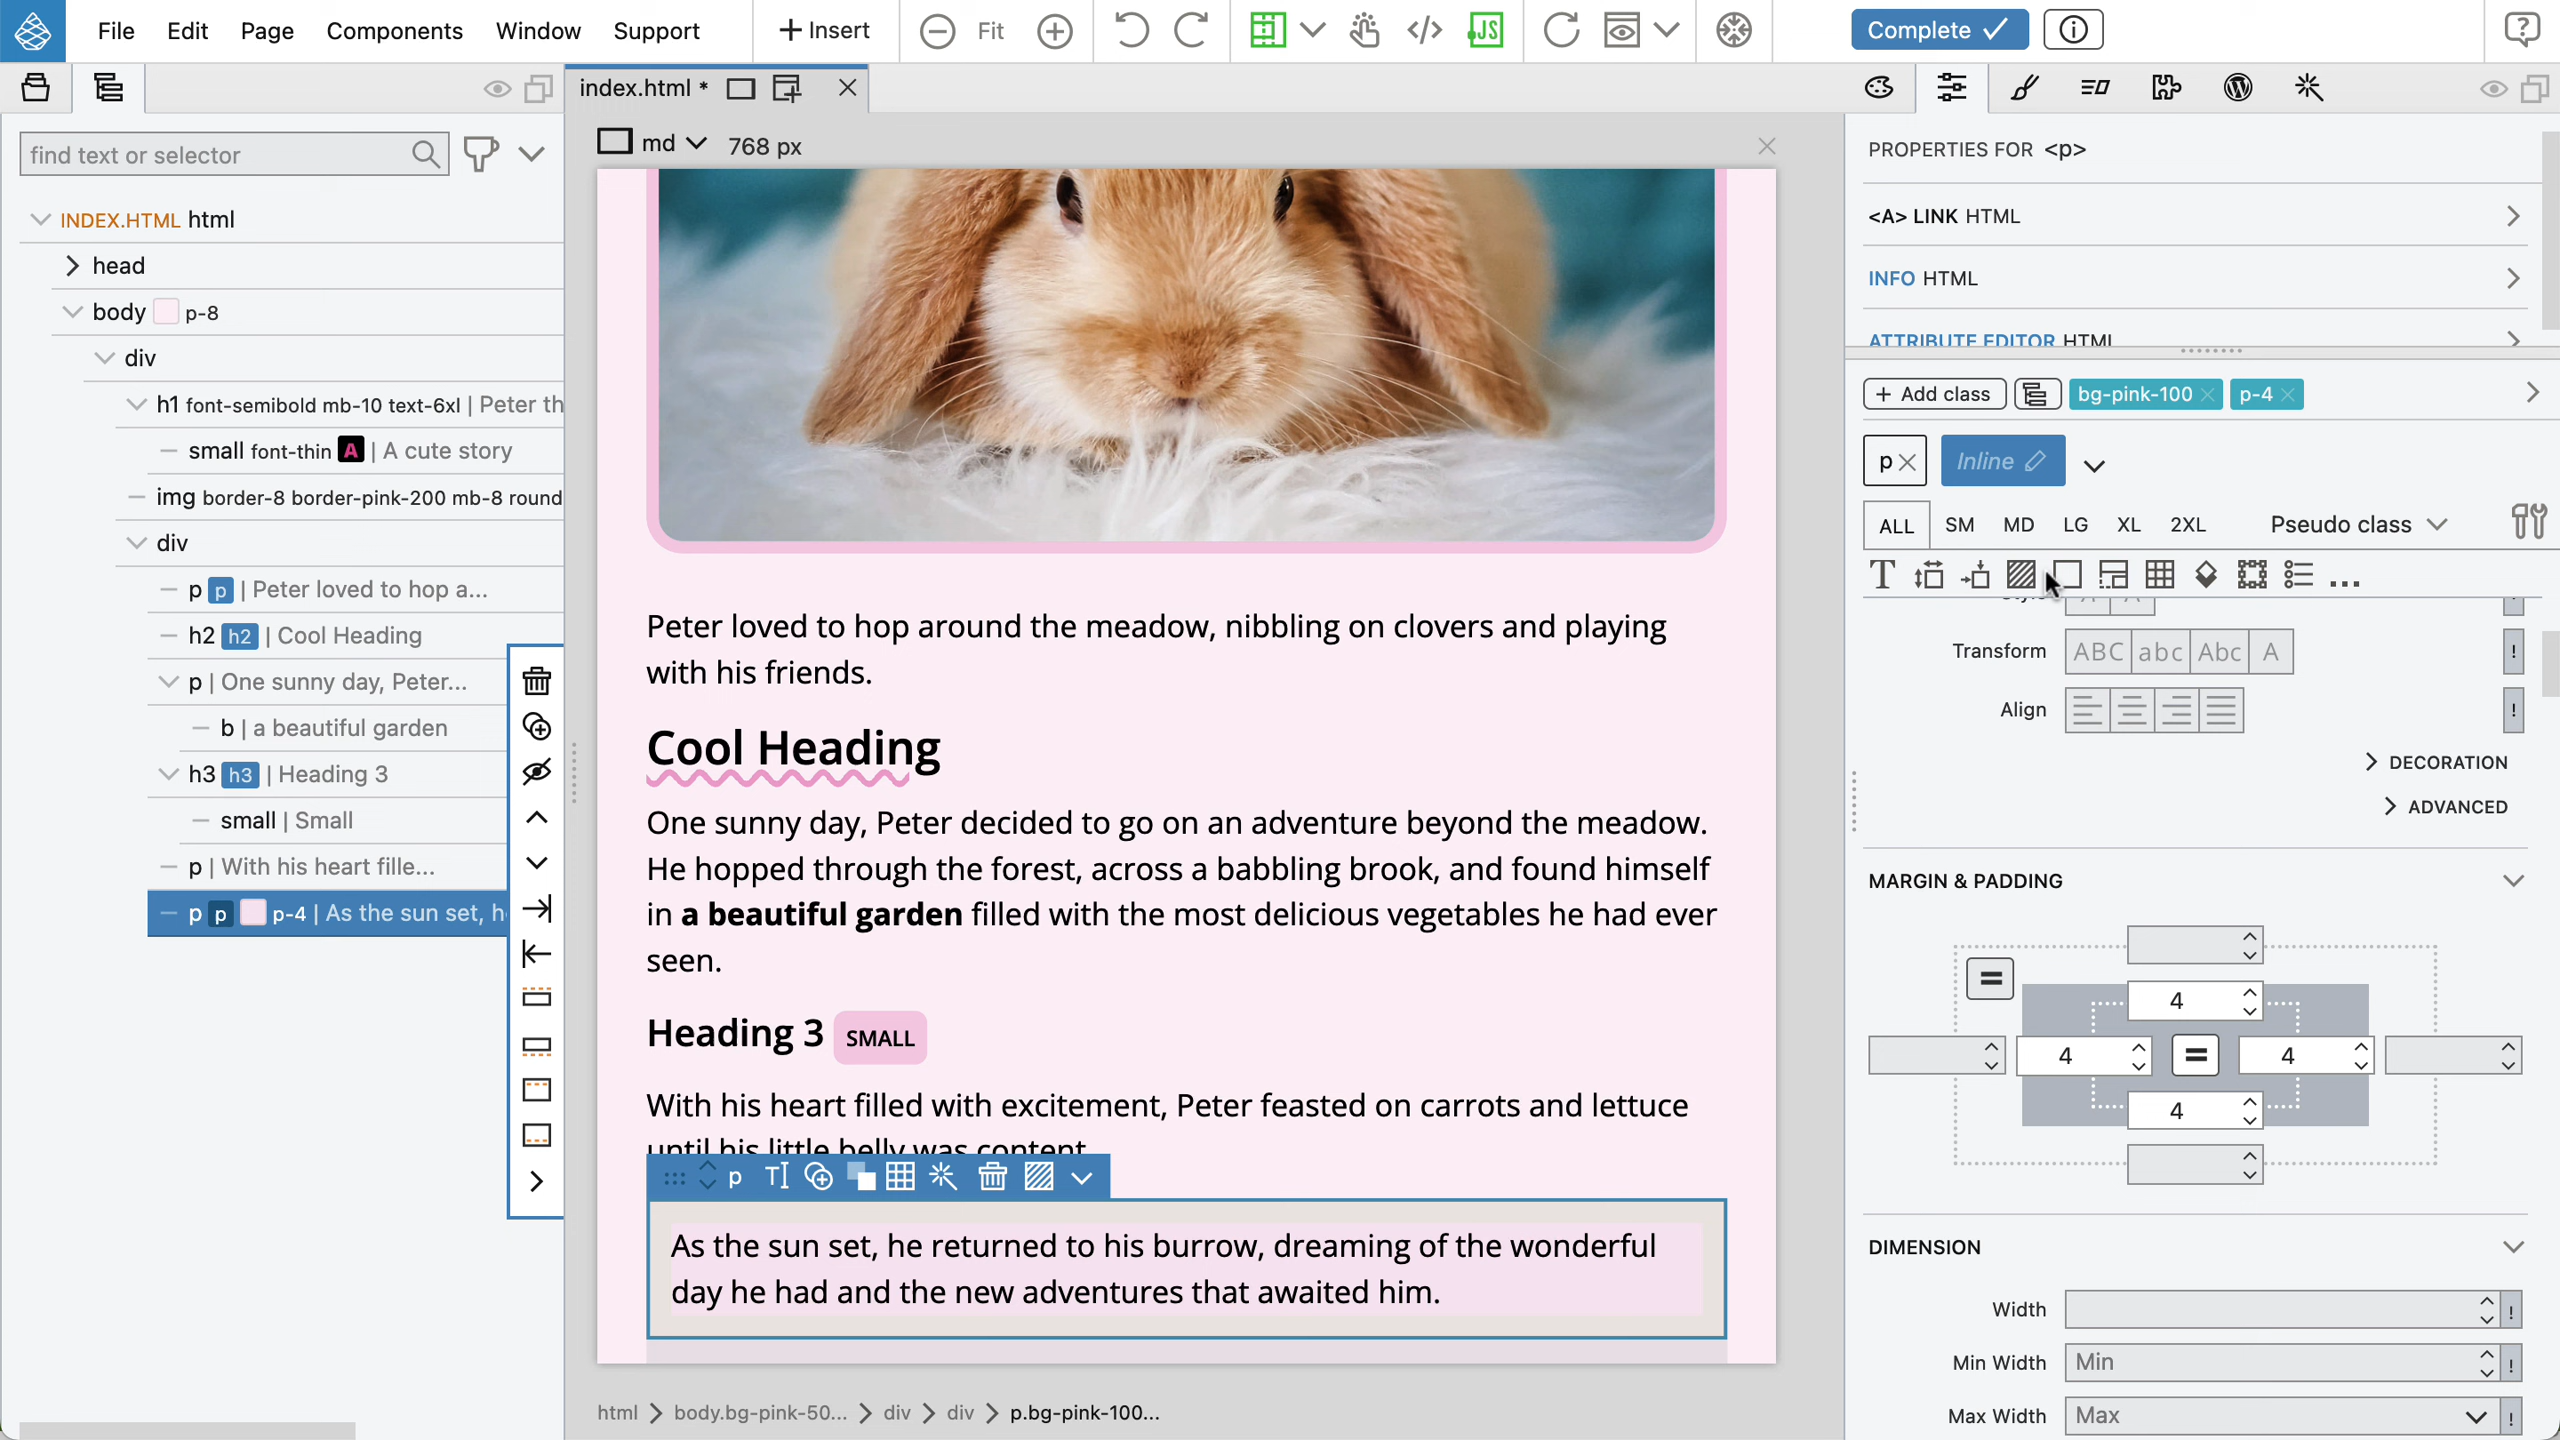 File Edit Page Components Window Support + Insert Fit JS Complete
index.html *
find text or selector
md 768 px
INDEX.HTML html
head
body p-8
div
h1 font-semibold mb-10 text-6xl | Peter th
small font-thin A | A cute story
img border-8 border-pink-200 mb-8 round
div
p p | Peter loved to hop a...
h2 h2 | Cool Heading
p | One sunny day, Peter...
b | a beautiful garden
h3 h3 | Heading 3
small | Small
p | With his heart fille...
p p p-4 | As the sun set, h
Peter loved to hop around the meadow, nibbling on clovers and playing
with his friends.
Cool Heading
One sunny day, Peter decided to go on an adventure beyond the meadow.
He hopped through the forest, across a babbling brook, and found himself
in a beautiful garden filled with the most delicious vegetables he had ever
seen.
Heading 3 SMALL
With his heart filled with excitement, Peter feasted on carrots and lettuce
until his little belly was content.
p
As the sun set, he returned to his burrow, dreaming of the wonderful
day he had and the new adventures that awaited him.
html > body.bg-pink-50... > div > div > p.bg-pink-100...
PROPERTIES FOR <p>
<A> LINK HTML
INFO HTML
ATTRIBUTE EDITOR HTML
+ Add class bg-pink-100 × p-4 ×
p × Inline
ALL SM MD LG XL 2XL Pseudo class
Style
Transform ABC abc Abc A !
Align !
DECORATION
ADVANCED
MARGIN & PADDING
4
4 = 4
4
DIMENSION
Width !
Min Width Min !
Max Width Max !